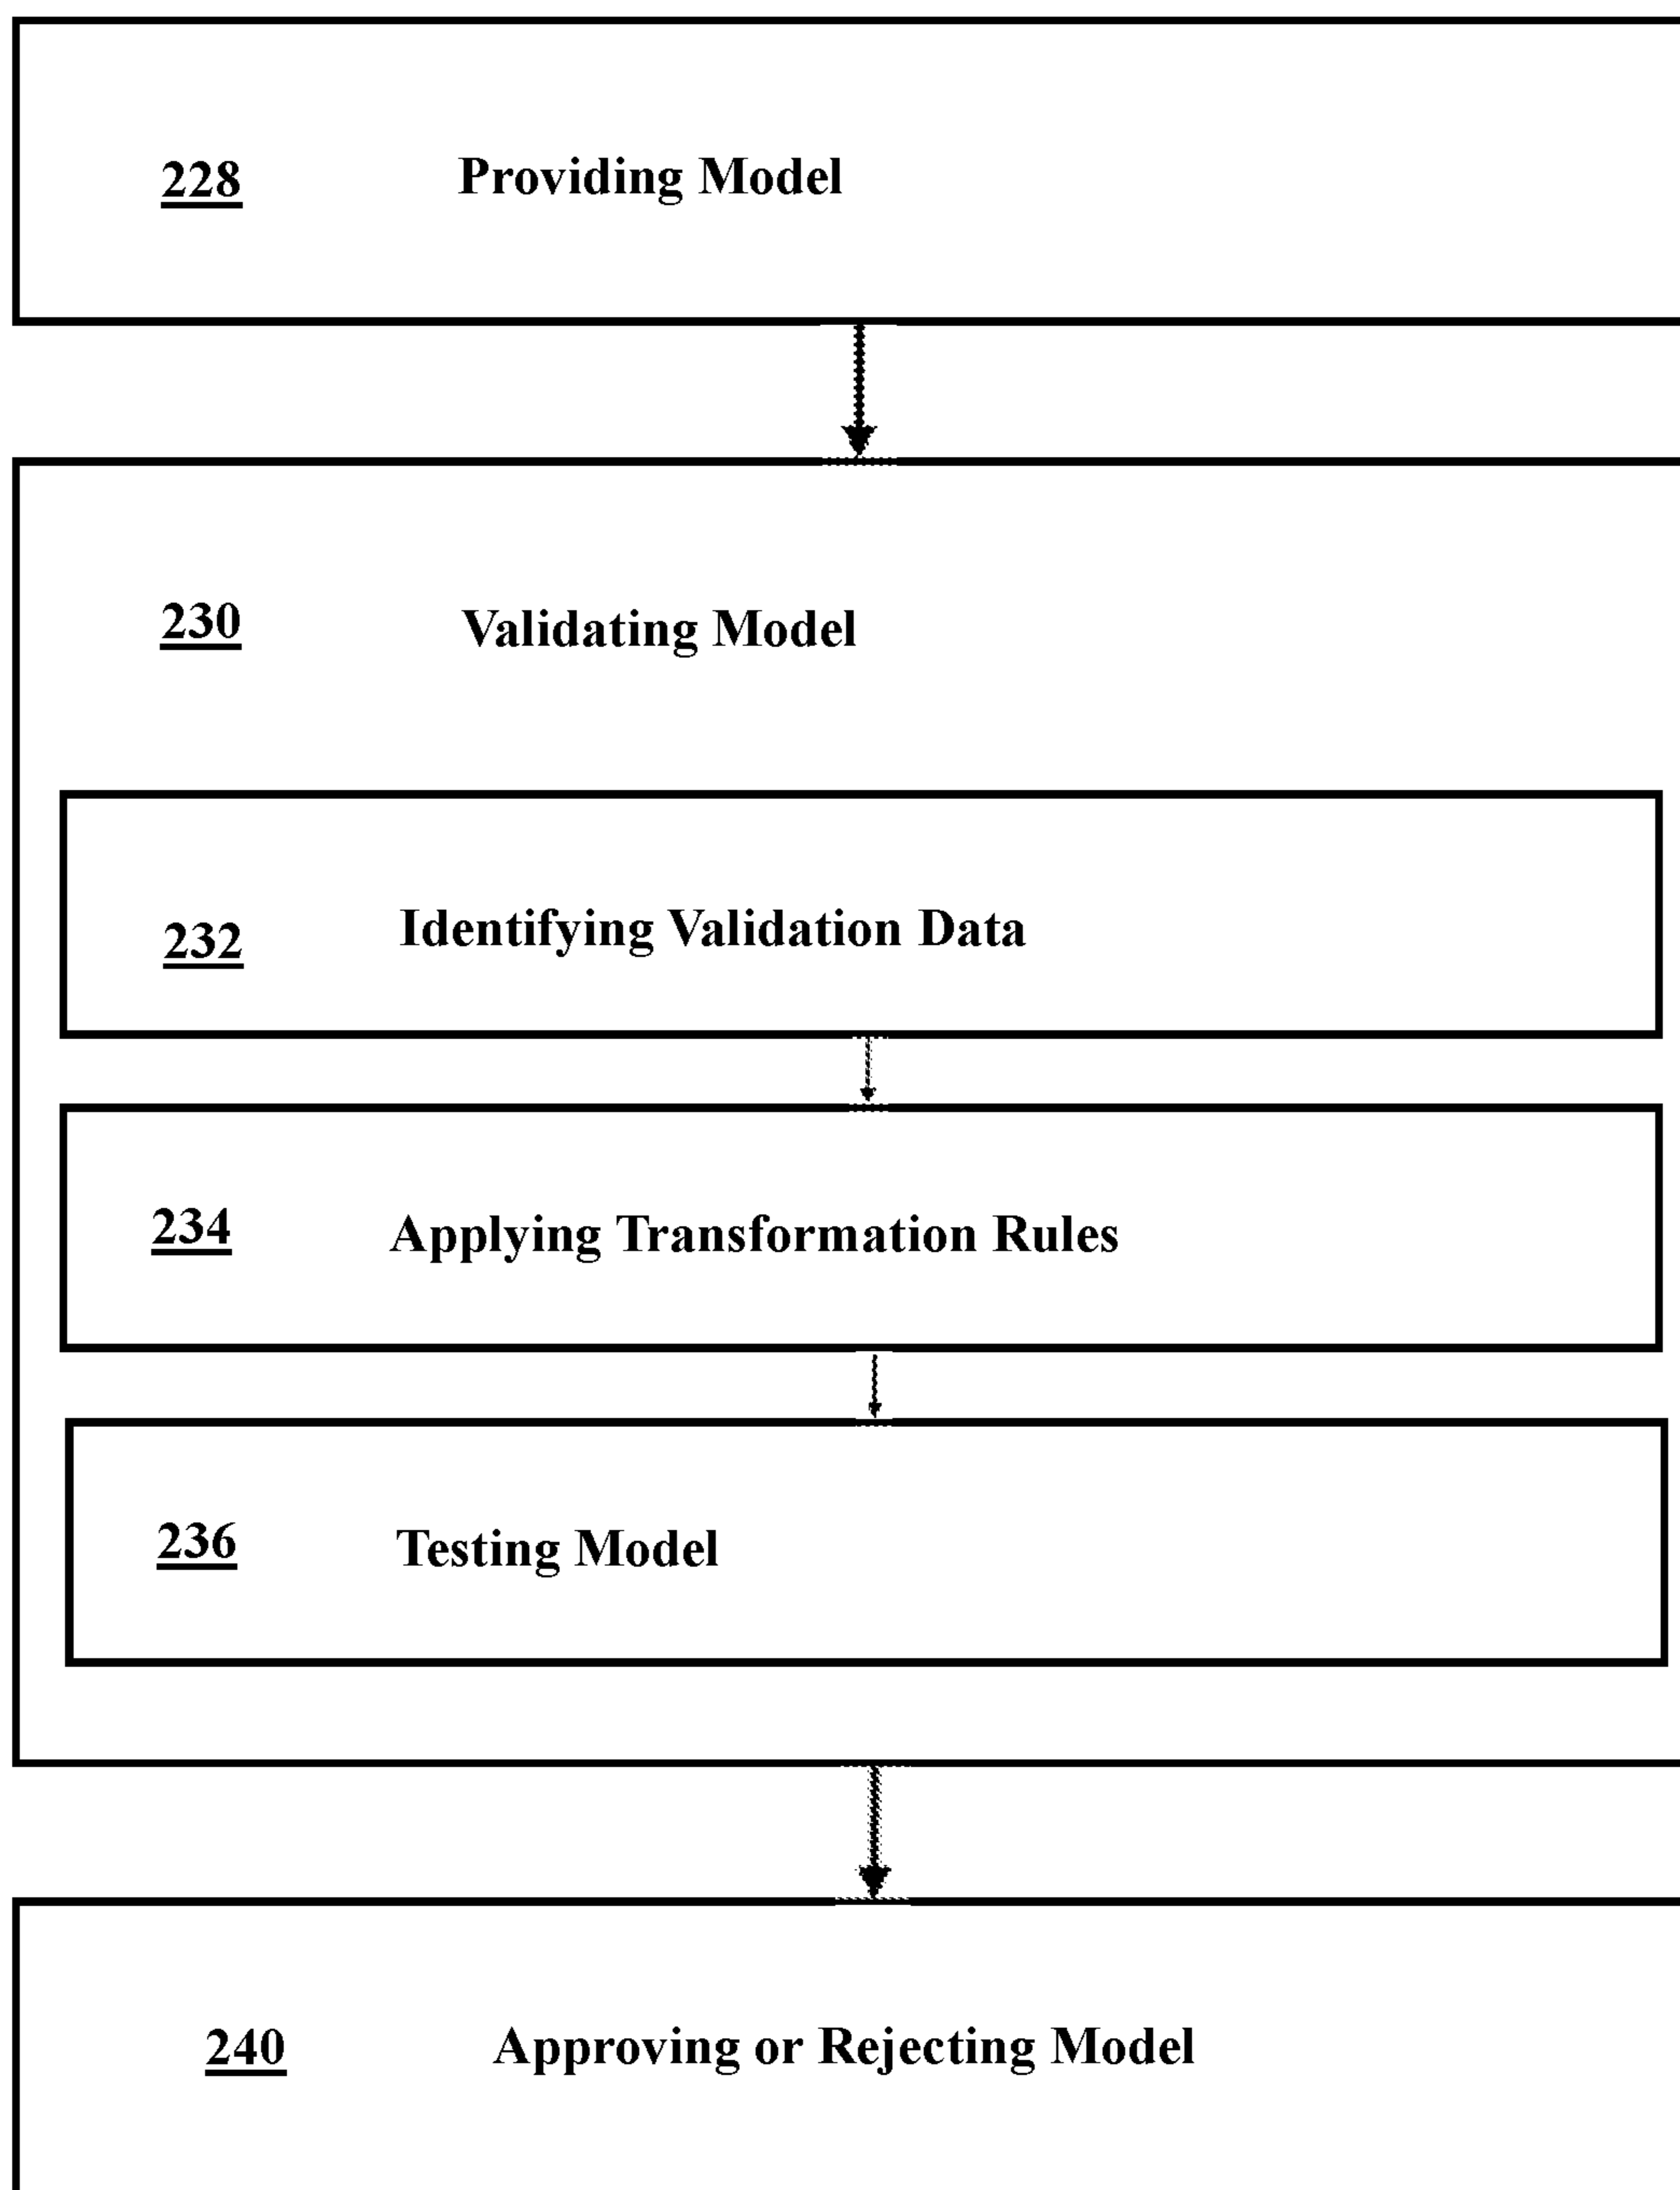 228 Providing Model
230 Validating Model
232 Identifying Validation Data
234 Applying Transformation Rules
236 Testing Model
240 Approving or Rejecting Model